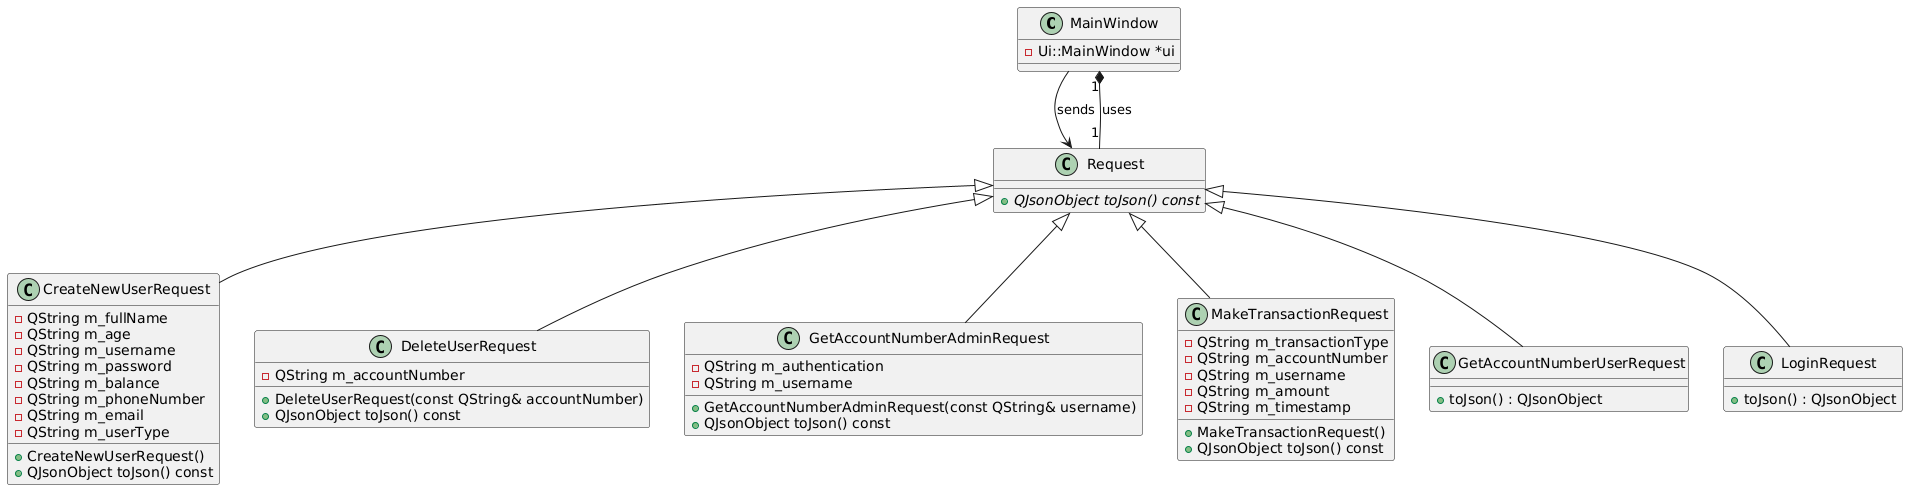 C MainWindow
Ui::MainWindow *ui
1
sends
uses
1
C Request
QJsonObject toJson() const
C CreateNewUserRequest
QString m_fullName
QString m_age
QString m_username
QString m_password
QString m_balance
QString m_phoneNumber
QString m_email
QString m_userType
CreateNewUserRequest()
QJsonObject toJson() const
C DeleteUserRequest
QString m_accountNumber
DeleteUserRequest(const QString& accountNumber)
QJsonObject toJson() const
C GetAccountNumberAdminRequest
QString m_authentication
QString m_username
GetAccountNumberAdminRequest(const QString& username)
QJsonObject toJson() const
C MakeTransactionRequest
QString m_transactionType
QString m_accountNumber
QString m_username
QString m_amount
QString m_timestamp
MakeTransactionRequest()
QJsonObject toJson() const
C GetAccountNumberUserRequest
toJson() : QJsonObject
C LoginRequest
toJson() : QJsonObject